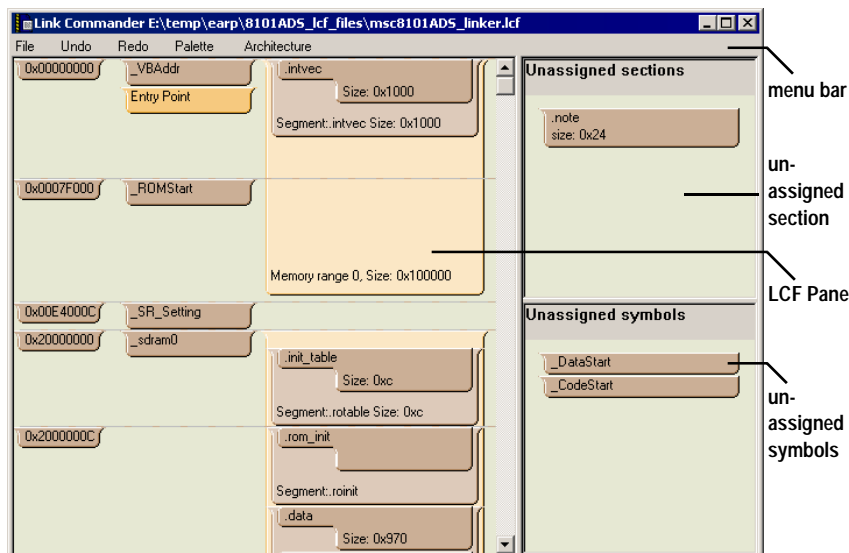 Link Commander E:\temp\earp\8101ADS_lcf_files\msc8101ADS_linker.lcf
File Undo Redo Palette Architecture
0x00000000 _VBAddr .intvec
Entry Point Size: 0x1000
Segment:.intvec Size: 0x1000
0x0007F000 _ROMStart
Memory range 0, Size: 0x100000
0x00E4000C _SR_Setting
0x20000000 _sdram0
.init_table
Size: 0xc
Segment:.rotable Size: 0xc
0x2000000C .rom_init
Segment:.roinit
.data
Size: 0x970
Unassigned sections
.note
size: 0x24
Unassigned symbols
_DataStart
_CodeStart
menu bar
un-
assigned
section
LCF Pane
un-
assigned
symbols